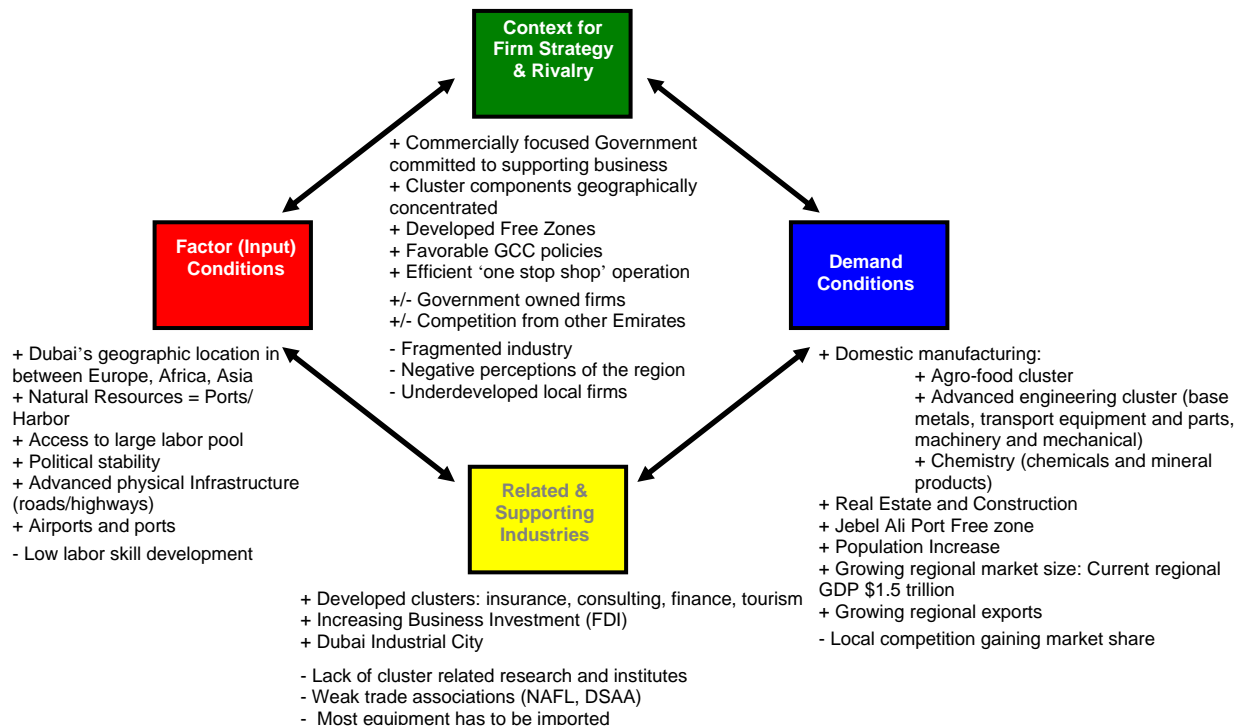 Context for
Firm Strategy
& Rivalry
+ Commercially focused Government
committed to supporting business
+ Cluster components geographically
concentrated
+ Developed Free Zones
+ Favorable GCC policies
+ Efficient ‘one stop shop’ operation
+/- Government owned firms
+/- Competition from other Emirates
- Fragmented industry
- Negative perceptions of the region
- Underdeveloped local firms
Factor (Input)
Conditions
+ Dubai’s geographic location in
between Europe, Africa, Asia
+ Natural Resources = Ports/
Harbor
+ Access to large labor pool
+ Political stability
+ Advanced physical Infrastructure
(roads/highways)
+ Airports and ports
- Low labor skill development
Demand
Conditions
+ Domestic manufacturing:
+ Agro-food cluster
+ Advanced engineering cluster (base
metals, transport equipment and parts,
machinery and mechanical)
+ Chemistry (chemicals and mineral
products)
+ Real Estate and Construction
+ Jebel Ali Port Free zone
+ Population Increase
+ Growing regional market size: Current regional
GDP $1.5 trillion
+ Growing regional exports
- Local competition gaining market share
Related &
Supporting
Industries
+ Developed clusters: insurance, consulting, finance, tourism
+ Increasing Business Investment (FDI)
+ Dubai Industrial City
- Lack of cluster related research and institutes
- Weak trade associations (NAFL, DSAA)
- Most equipment has to be imported